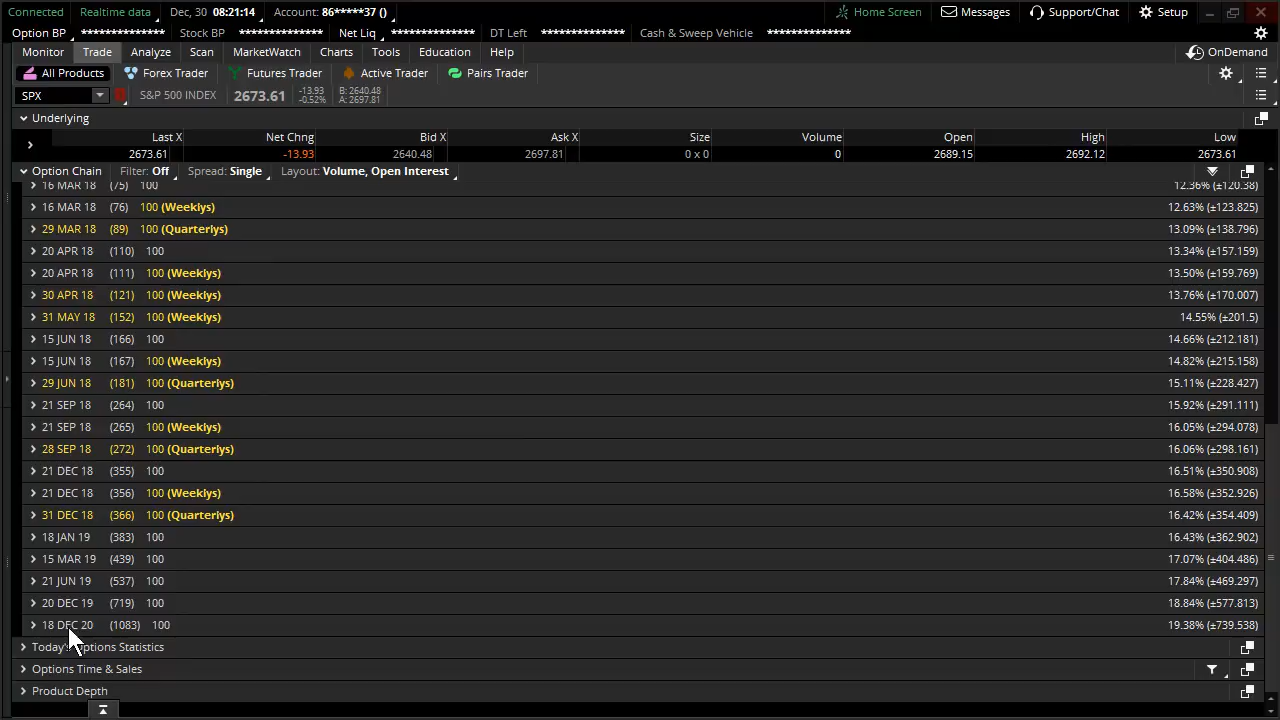 Connected Realtime data Dec, 30 08:21:14 Account: 86*****37 () Home Screen Messages Support/Chat Setup
Option BP ************** Stock BP ************** Net Liq ************** DT Left ************** Cash & Sweep Vehicle **************
Monitor Trade Analyze Scan MarketWatch Charts Tools Education Help OnDemand
All Products Forex Trader Futures Trader Active Trader Pairs Trader
SPX S&P 500 INDEX 2673.61 -13.93 B: 2640.48
-0.52% A: 2697.81
Underlying
Last X Net Chng Bid X Ask X Size Volume Open High Low
2673.61 -13.93 2640.48 2697.81 0 x 0 0 2689.15 2692.12 2673.61
Option Chain Filter: Off Spread: Single Layout: Volume, Open Interest
16 MAR 18 (75) 100 12.36% (±120.38)
16 MAR 18 (76) 100 (Weeklys) 12.63% (±123.825)
29 MAR 18 (89) 100 (Quarterlys) 13.09% (±138.796)
20 APR 18 (110) 100 13.34% (±157.159)
20 APR 18 (111) 100 (Weeklys) 13.50% (±159.769)
30 APR 18 (121) 100 (Weeklys) 13.76% (±170.007)
31 MAY 18 (152) 100 (Weeklys) 14.55% (±201.5)
15 JUN 18 (166) 100 14.66% (±212.181)
15 JUN 18 (167) 100 (Weeklys) 14.82% (±215.158)
29 JUN 18 (181) 100 (Quarterlys) 15.11% (±228.427)
21 SEP 18 (264) 100 15.92% (±291.111)
21 SEP 18 (265) 100 (Weeklys) 16.05% (±294.078)
28 SEP 18 (272) 100 (Quarterlys) 16.06% (±298.161)
21 DEC 18 (355) 100 16.51% (±350.908)
21 DEC 18 (356) 100 (Weeklys) 16.58% (±352.926)
31 DEC 18 (366) 100 (Quarterlys) 16.42% (±354.409)
18 JAN 19 (383) 100 16.43% (±362.902)
15 MAR 19 (439) 100 17.07% (±404.486)
21 JUN 19 (537) 100 17.84% (±469.297)
20 DEC 19 (719) 100 18.84% (±577.813)
18 DEC 20 (1083) 100 19.38% (±739.538)
Today's Options Statistics
Options Time & Sales
Product Depth